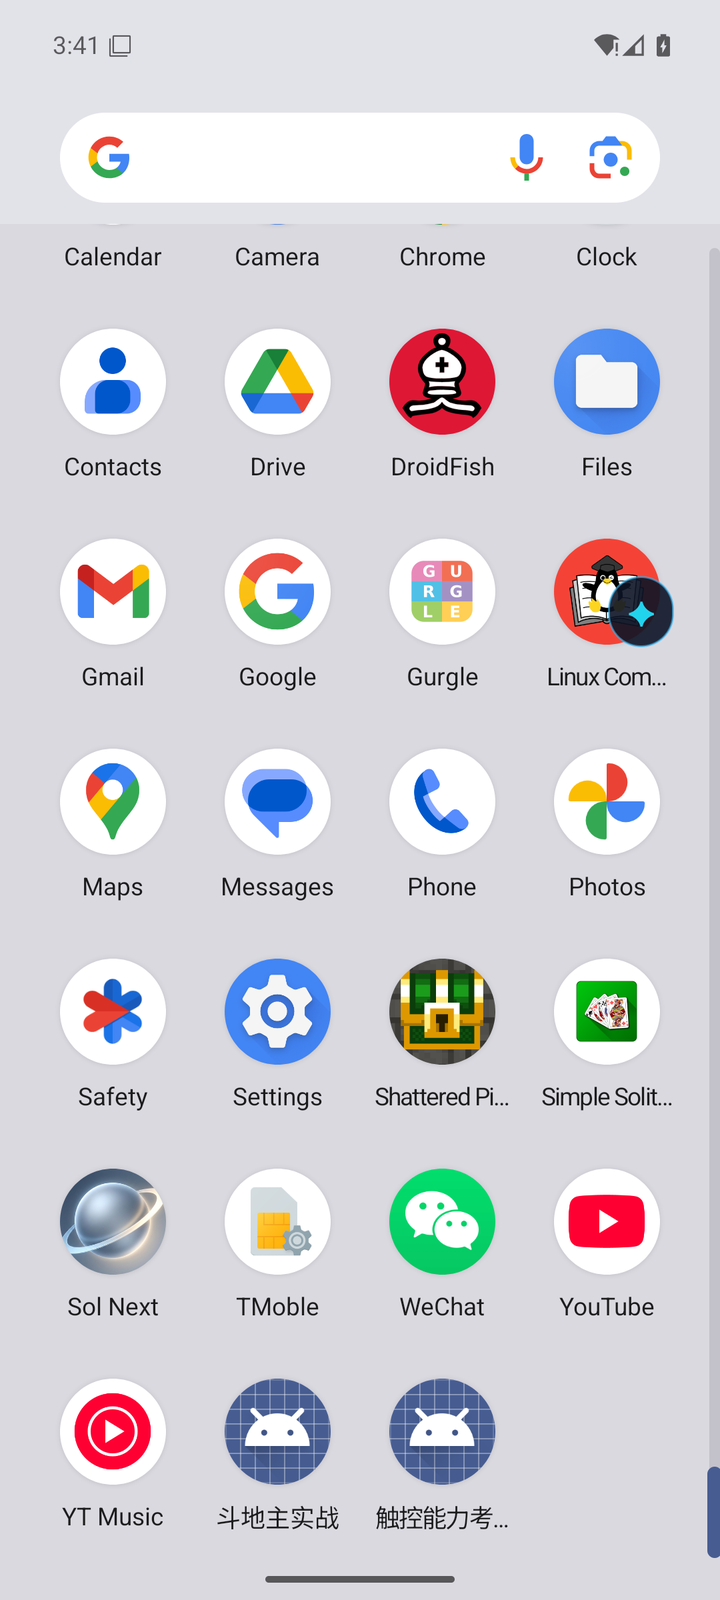 3:41
Calendar Camera Chrome Clock
Contacts Drive DroidFish Files
G U
R G
L E
Gmail Google Gurgle Linux Com...
Maps Messages Phone Photos
Safety Settings Shattered Pi... Simple Solit...
Sol Next TMoble WeChat YouTube
YT Music 斗地主实战 触控能力考...